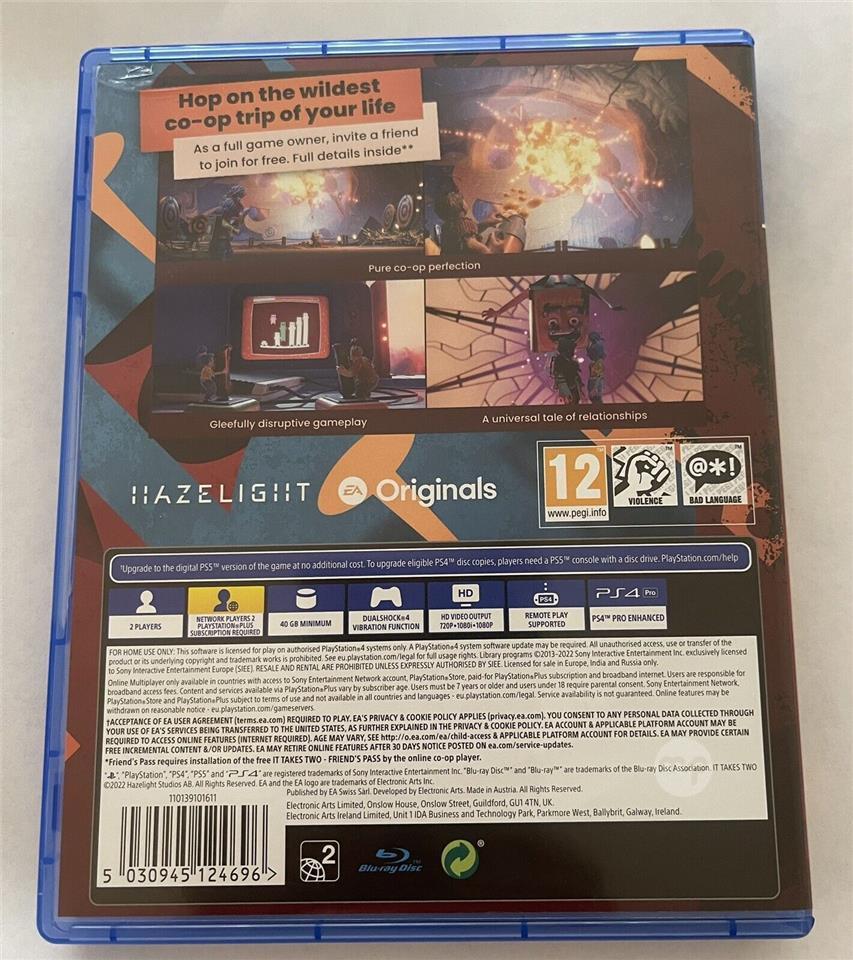 Hop on the wildest
co-op trip of your life
As a full game owner, invite a friend
to join for free. Full details inside**
Pure co-op perfection
Gleefully disruptive gameplay
A universal tale of relationships
HAZELIGHT
EA Originals
12
www.pegi.info
VIOLENCE
@*!
BAD LANGUAGE
†Upgrade to the digital PS5™ version of the game at no additional cost. To upgrade eligible PS4™ disc copies, players need a PS5™ console with a disc drive. PlayStation.com/help
2 PLAYERS
NETWORK PLAYERS 2
PLAYSTATION®PLUS
SUBSCRIPTION REQUIRED
40 GB MINIMUM
DUALSHOCK®4
VIBRATION FUNCTION
HD
HD VIDEO OUTPUT
720P•1080i•1080P
PS4
REMOTE PLAY
SUPPORTED
PS4 Pro
PS4™ PRO ENHANCED
FOR HOME USE ONLY: This software is licensed for play on authorised PlayStation®4 systems only. A PlayStation®4 system software update may be required. All unauthorised access, use or transfer of the
product or its underlying copyright and trademark works is prohibited. See eu.playstation.com/legal for full usage rights. Library programs ©2013-2022 Sony Interactive Entertainment Inc. exclusively licensed
to Sony Interactive Entertainment Europe (SIEE). RESALE AND RENTAL ARE PROHIBITED UNLESS EXPRESSLY AUTHORISED BY SIEE. Licensed for sale in Europe, India and Russia only.
Online Multiplayer only available in countries with access to Sony Entertainment Network account, PlayStation®Store, paid-for PlayStation®Plus subscription and broadband internet. Users are responsible for
broadband access fees. Content and services available via PlayStation®Plus vary by subscriber age. Users must be 7 years or older and users under 18 require parental consent. Sony Entertainment Network,
PlayStation®Store and PlayStation®Plus subject to terms of use and not available in all countries and languages - eu.playstation.com/legal. Service availability is not guaranteed. Online features may be
withdrawn on reasonable notice - eu.playstation.com/gameservers.
‡ACCEPTANCE OF EA USER AGREEMENT (terms.ea.com) REQUIRED TO PLAY. EA'S PRIVACY & COOKIE POLICY APPLIES (privacy.ea.com). YOU CONSENT TO ANY PERSONAL DATA COLLECTED THROUGH
YOUR USE OF EA'S SERVICES BEING TRANSFERRED TO THE UNITED STATES, AS FURTHER EXPLAINED IN THE PRIVACY & COOKIE POLICY. EA ACCOUNT & APPLICABLE PLATFORM ACCOUNT MAY BE
REQUIRED TO ACCESS ONLINE FEATURES (INTERNET REQUIRED). AGE MAY VARY, SEE http://o.ea.com/ea/child-access & APPLICABLE PLATFORM ACCOUNT FOR DETAILS. EA MAY PROVIDE CERTAIN
FREE INCREMENTAL CONTENT &/OR UPDATES. EA MAY RETIRE ONLINE FEATURES AFTER 30 DAYS NOTICE POSTED ON ea.com/service-updates.
*Friend's Pass requires installation of the free IT TAKES TWO - FRIEND'S PASS by the online co-op player.
"PlayStation", "PS4", "PS5" and "PS4" are registered trademarks of Sony Interactive Entertainment Inc. "Blu-ray Disc™" and "Blu-ray™" are trademarks of the Blu-ray Disc Association. IT TAKES TWO
©2022 Hazelight Studios AB. All Rights Reserved. EA and the EA logo are trademarks of Electronic Arts Inc.
Published by EA Swiss Sàrl. Developed by Electronic Arts. Made in Austria. All Rights Reserved.
110139101611
Electronic Arts Limited, Onslow House, Onslow Street, Guildford, GU1 4TN, UK.
Electronic Arts Ireland Limited, Unit 1 IDA Business and Technology Park, Parkmore West, Ballybrit, Galway, Ireland.
5 030945 124696 >
2
Blu-ray Disc™
®